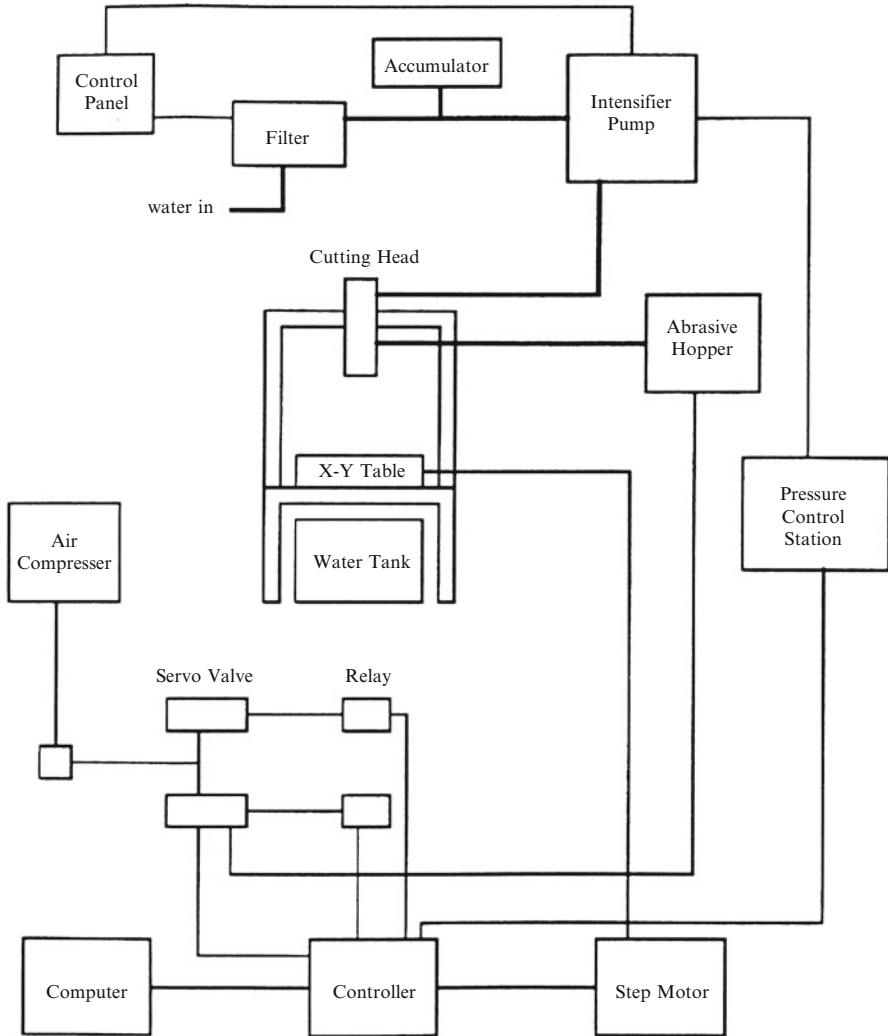 Control
Panel
Accumulator
Intensifier
Pump
Filter
water in
Cutting Head
Abrasive
Hopper
X-Y Table
Pressure
Control
Station
Air
Compresser
Water Tank
Servo Valve
Relay
Computer
Controller
Step Motor